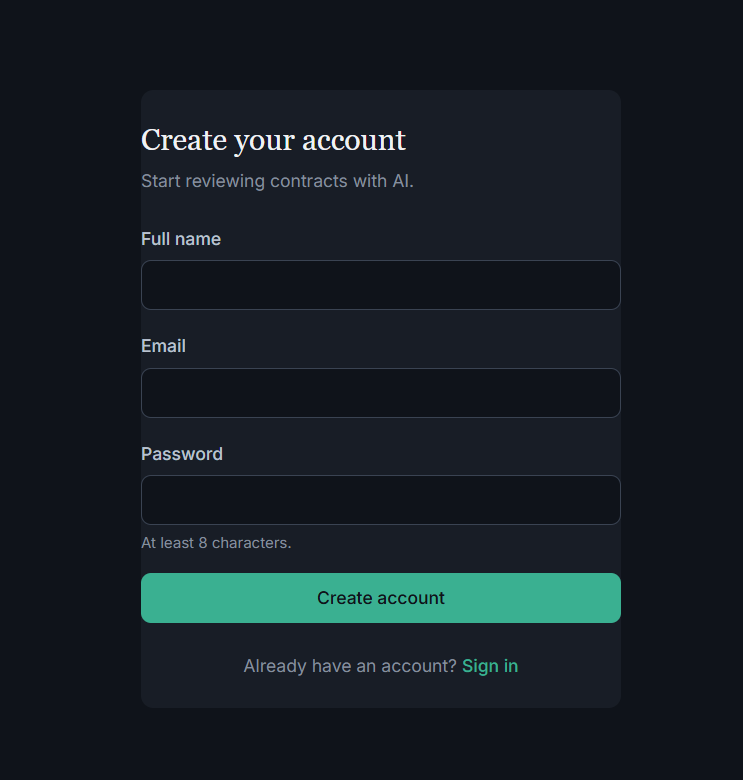 Create your account
Start reviewing contracts with AI.
Full name
Email
Password
At least 8 characters.
Create account
Already have an account? Sign in